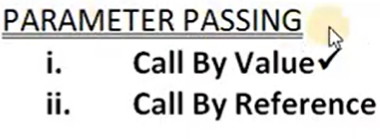 PARAMETER PASSING
i. Call By Value✓
ii. Call By Reference